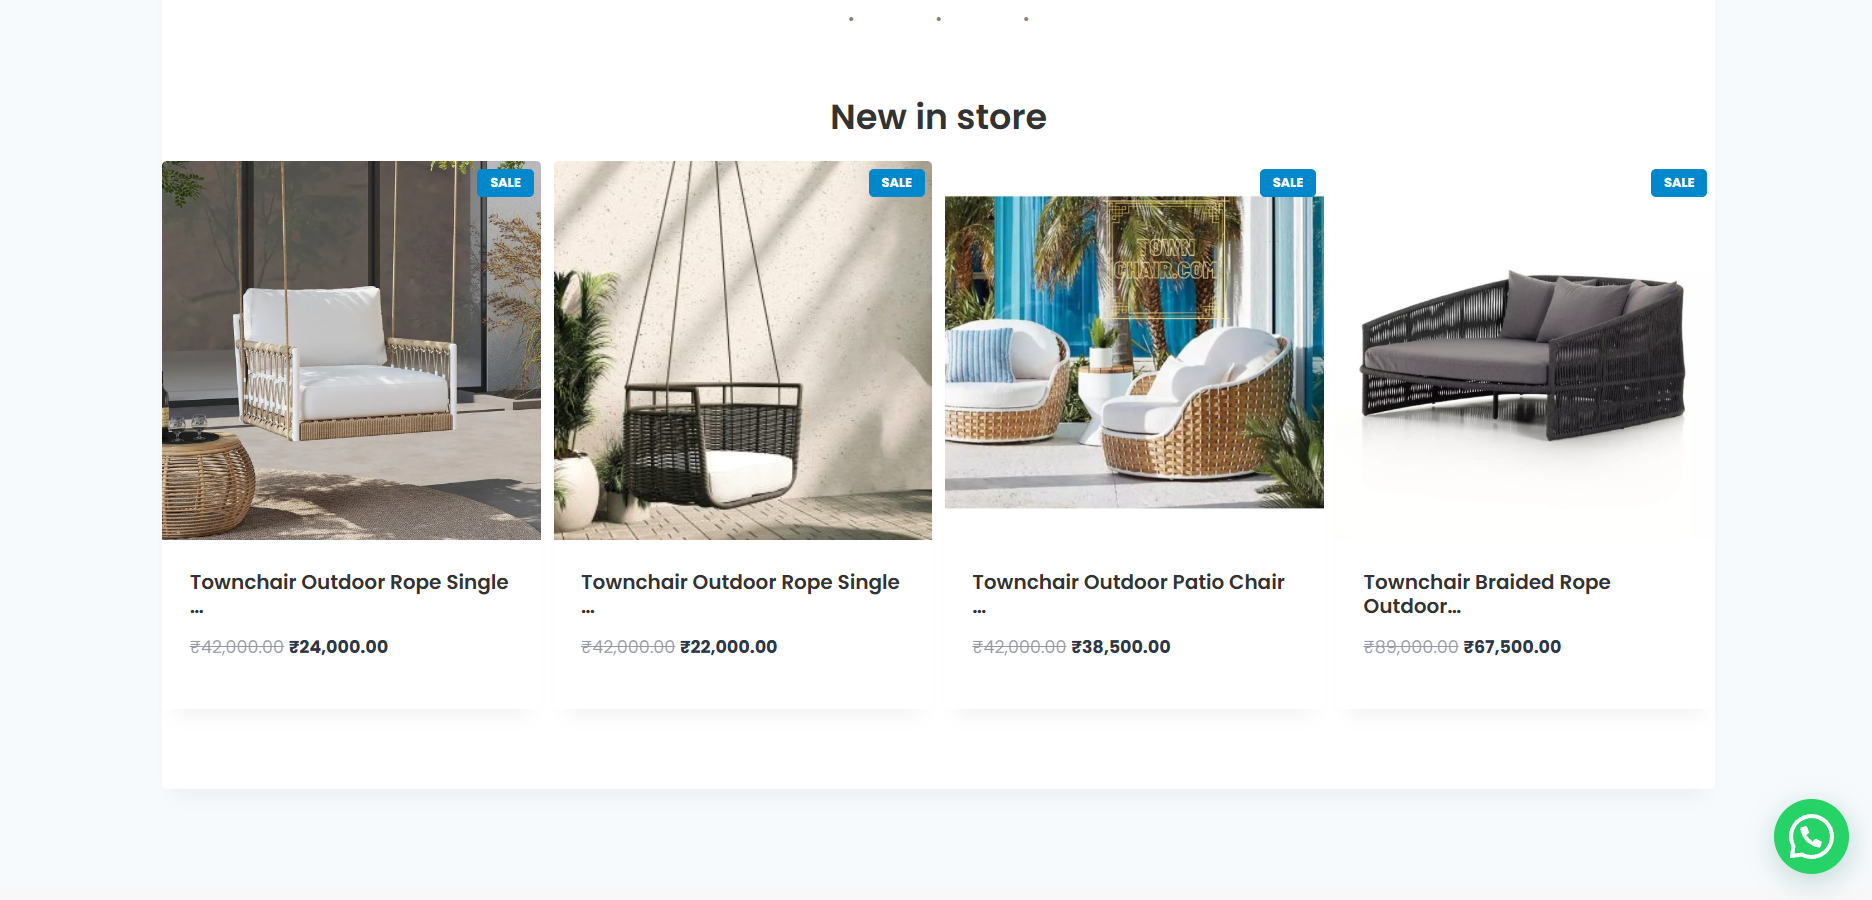 New in store
SALE
SALE
SALE
SALE
TOWN
CHAIR.COM
Townchair Outdoor Rope Single
...
₹42,000.00 ₹24,000.00
Townchair Outdoor Rope Single
...
₹42,000.00 ₹22,000.00
Townchair Outdoor Patio Chair
...
₹42,000.00 ₹38,500.00
Townchair Braided Rope
Outdoor...
₹89,000.00 ₹67,500.00